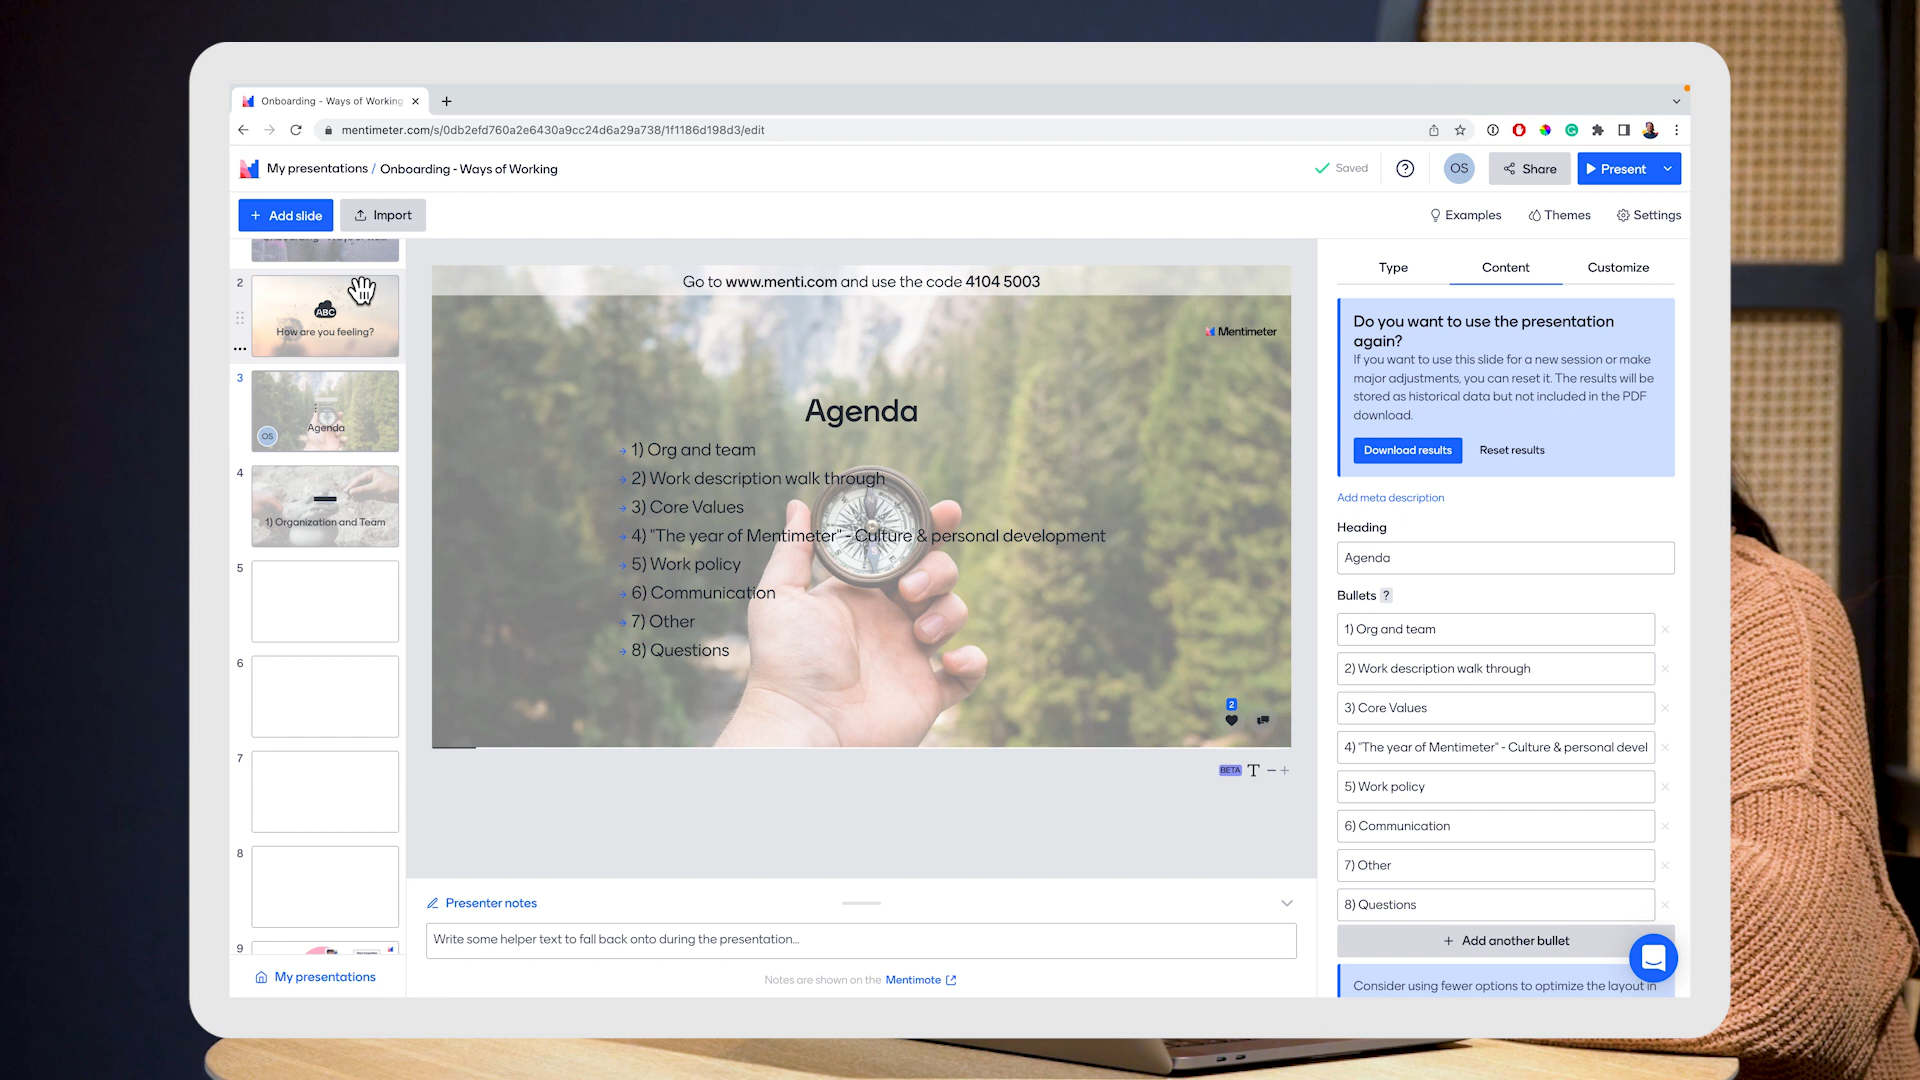 Onboarding - Ways of Working
mentimeter.com/s/0db2efd760a2e6430a9cc24d6a29a738/1f1186d198d3/edit
My presentations / Onboarding - Ways of Working
Saved
?
OS
Share
Present
+ Add slide
Import
Examples
Themes
Settings
2
ABC
How are you feeling?
3
Agenda
OS
4
1) Organization and Team
5
6
7
8
9
My presentations
Go to www.menti.com and use the code 4104 5003
Mentimeter
Agenda
→ 1) Org and team
→ 2) Work description walk through
→ 3) Core Values
→ 4) "The year of Mentimeter" - Culture & personal development
→ 5) Work policy
→ 6) Communication
→ 7) Other
→ 8) Questions
2
BETA T − +
Presenter notes
Write some helper text to fall back onto during the presentation...
Notes are shown on the Mentimote
Type
Content
Customize
Do you want to use the presentation
again?
If you want to use this slide for a new session or make
major adjustments, you can reset it. The results will be
stored as historical data but not included in the PDF
download.
Download results
Reset results
Add meta description
Heading
Agenda
Bullets ?
1) Org and team
2) Work description walk through
3) Core Values
4) "The year of Mentimeter" - Culture & personal devel
5) Work policy
6) Communication
7) Other
8) Questions
+ Add another bullet
Consider using fewer options to optimize the layout in